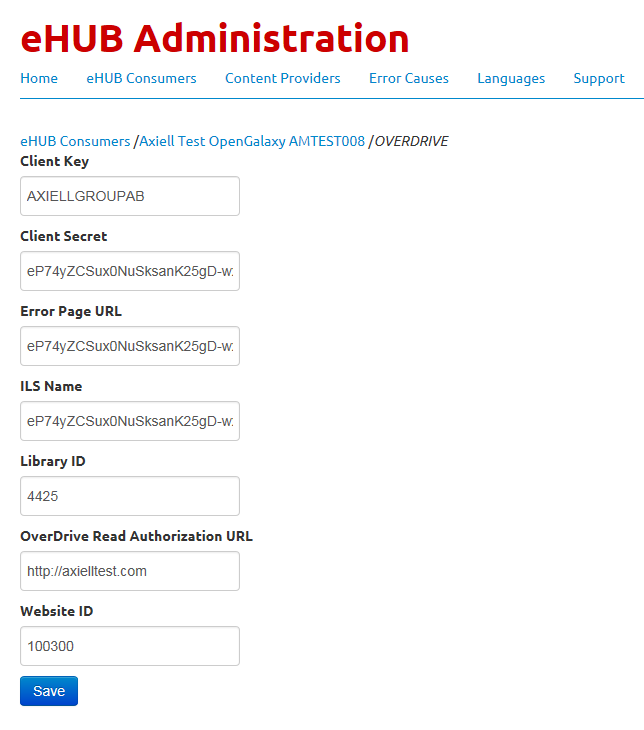 eHUB Administration
Home eHUB Consumers Content Providers Error Causes Languages Support
eHUB Consumers /Axiell Test OpenGalaxy AMTEST008 /OVERDRIVE
Client Key
AXIELLGROUPAB
Client Secret
eP74yZCSux0NuSksanK25gD-w
Error Page URL
eP74yZCSux0NuSksanK25gD-w
ILS Name
eP74yZCSux0NuSksanK25gD-w
Library ID
4425
OverDrive Read Authorization URL
http://axielltest.com
Website ID
100300
Save